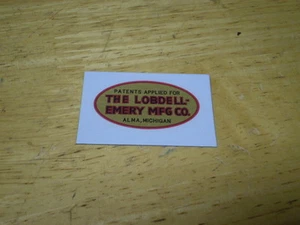 PATENTS APPLIED FOR
THE LOBDELL-
EMERY MFG CO.
ALMA, MICHIGAN